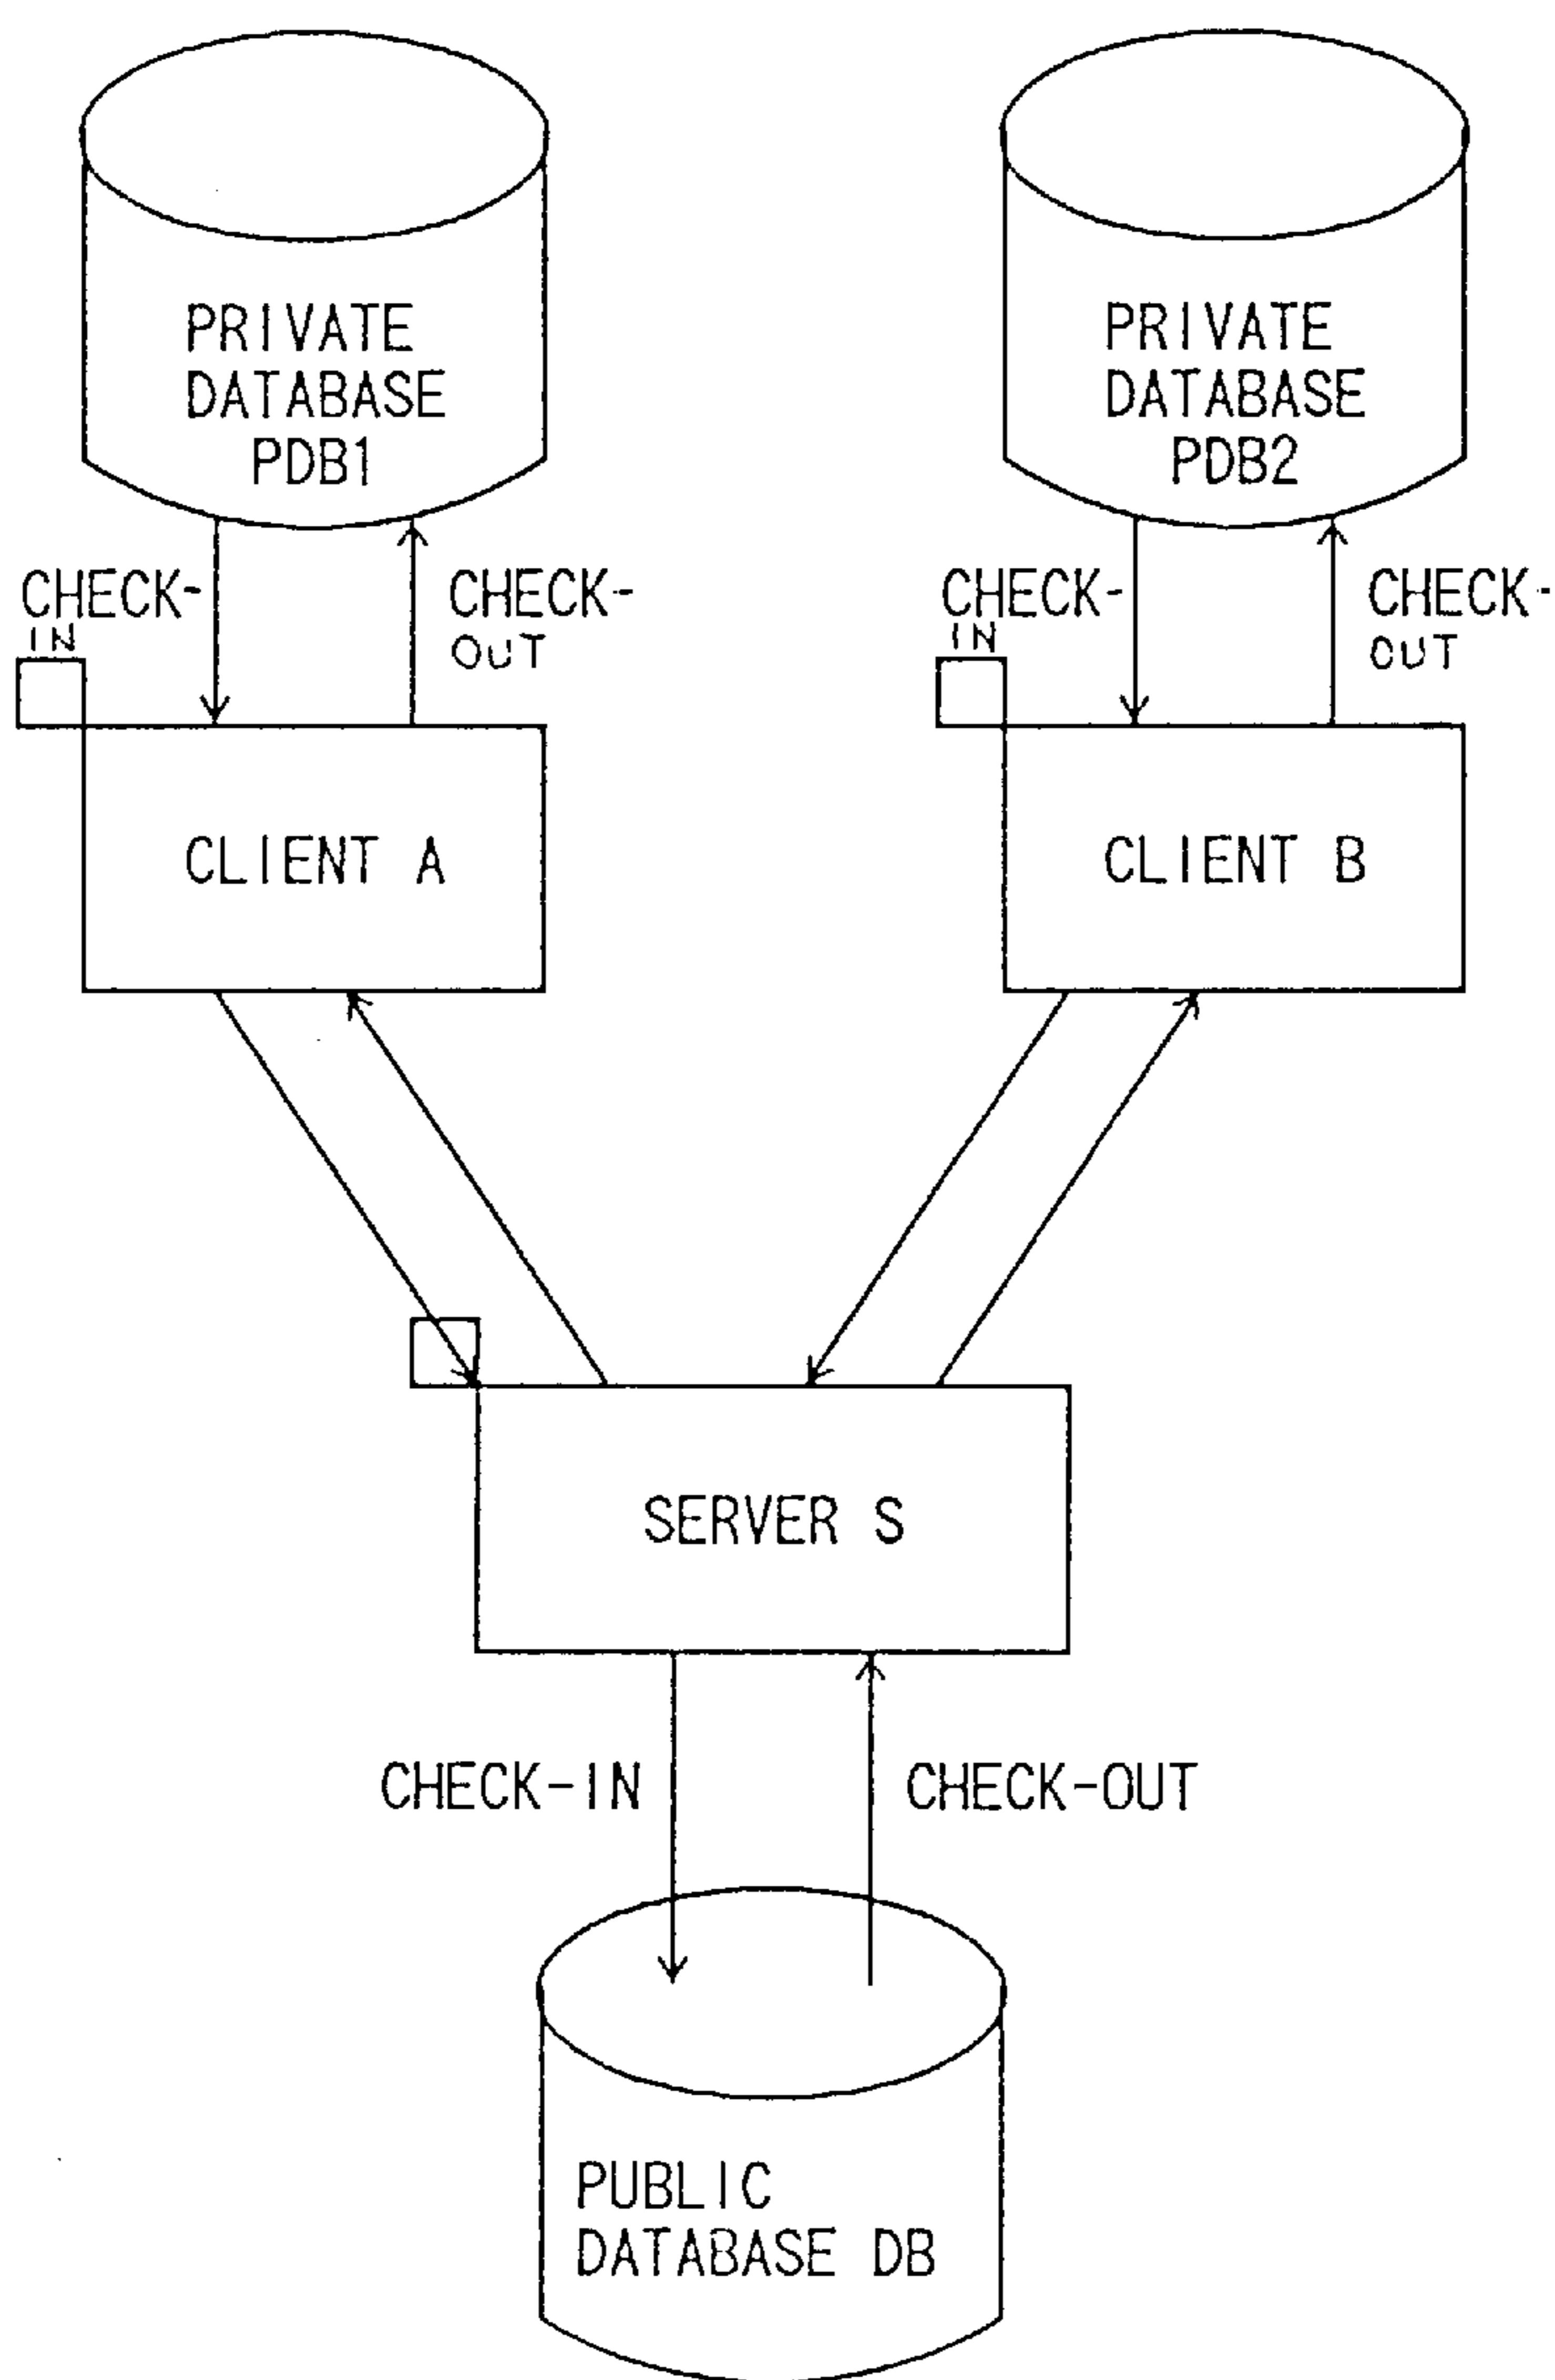 PRIVATE
DATABASE
PDB1
PRIVATE
DATABASE
PDB2
CHECK-
IN
CHECK-
OUT
CHECK-
IN
CHECK-
OUT
CLIENT A
CLIENT B
SERVER S
CHECK-IN
CHECK-OUT
PUBLIC
DATABASE DB